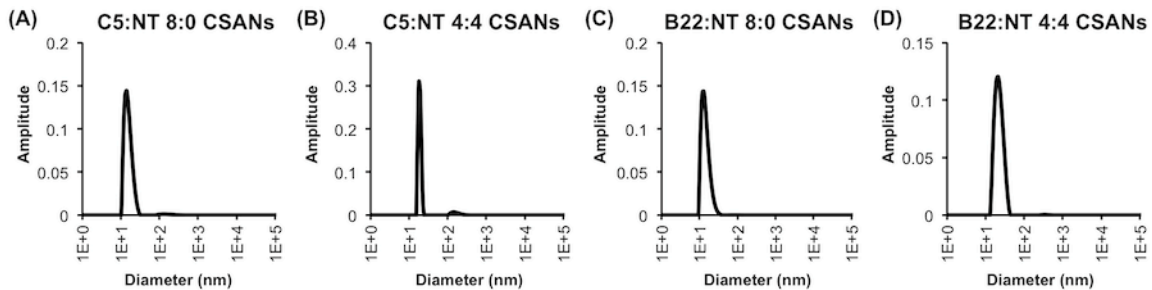 (A) C5:NT 8:0 CSANs
Amplitude
0.2
0.15
0.1
0.05
0
1E+0
1E+1
1E+2
1E+3
1E+4
1E+5
Diameter (nm)
(B) C5:NT 4:4 CSANs
Amplitude
0.4
0.3
0.2
0.1
0
1E+0
1E+1
1E+2
1E+3
1E+4
1E+5
Diameter (nm)
(C) B22:NT 8:0 CSANs
Amplitude
0.2
0.15
0.1
0.05
0
1E+0
1E+1
1E+2
1E+3
1E+4
1E+5
Diameter (nm)
(D) B22:NT 4:4 CSANs
Amplitude
0.15
0.1
0.05
0
1E+0
1E+1
1E+2
1E+3
1E+4
1E+5
Diameter (nm)